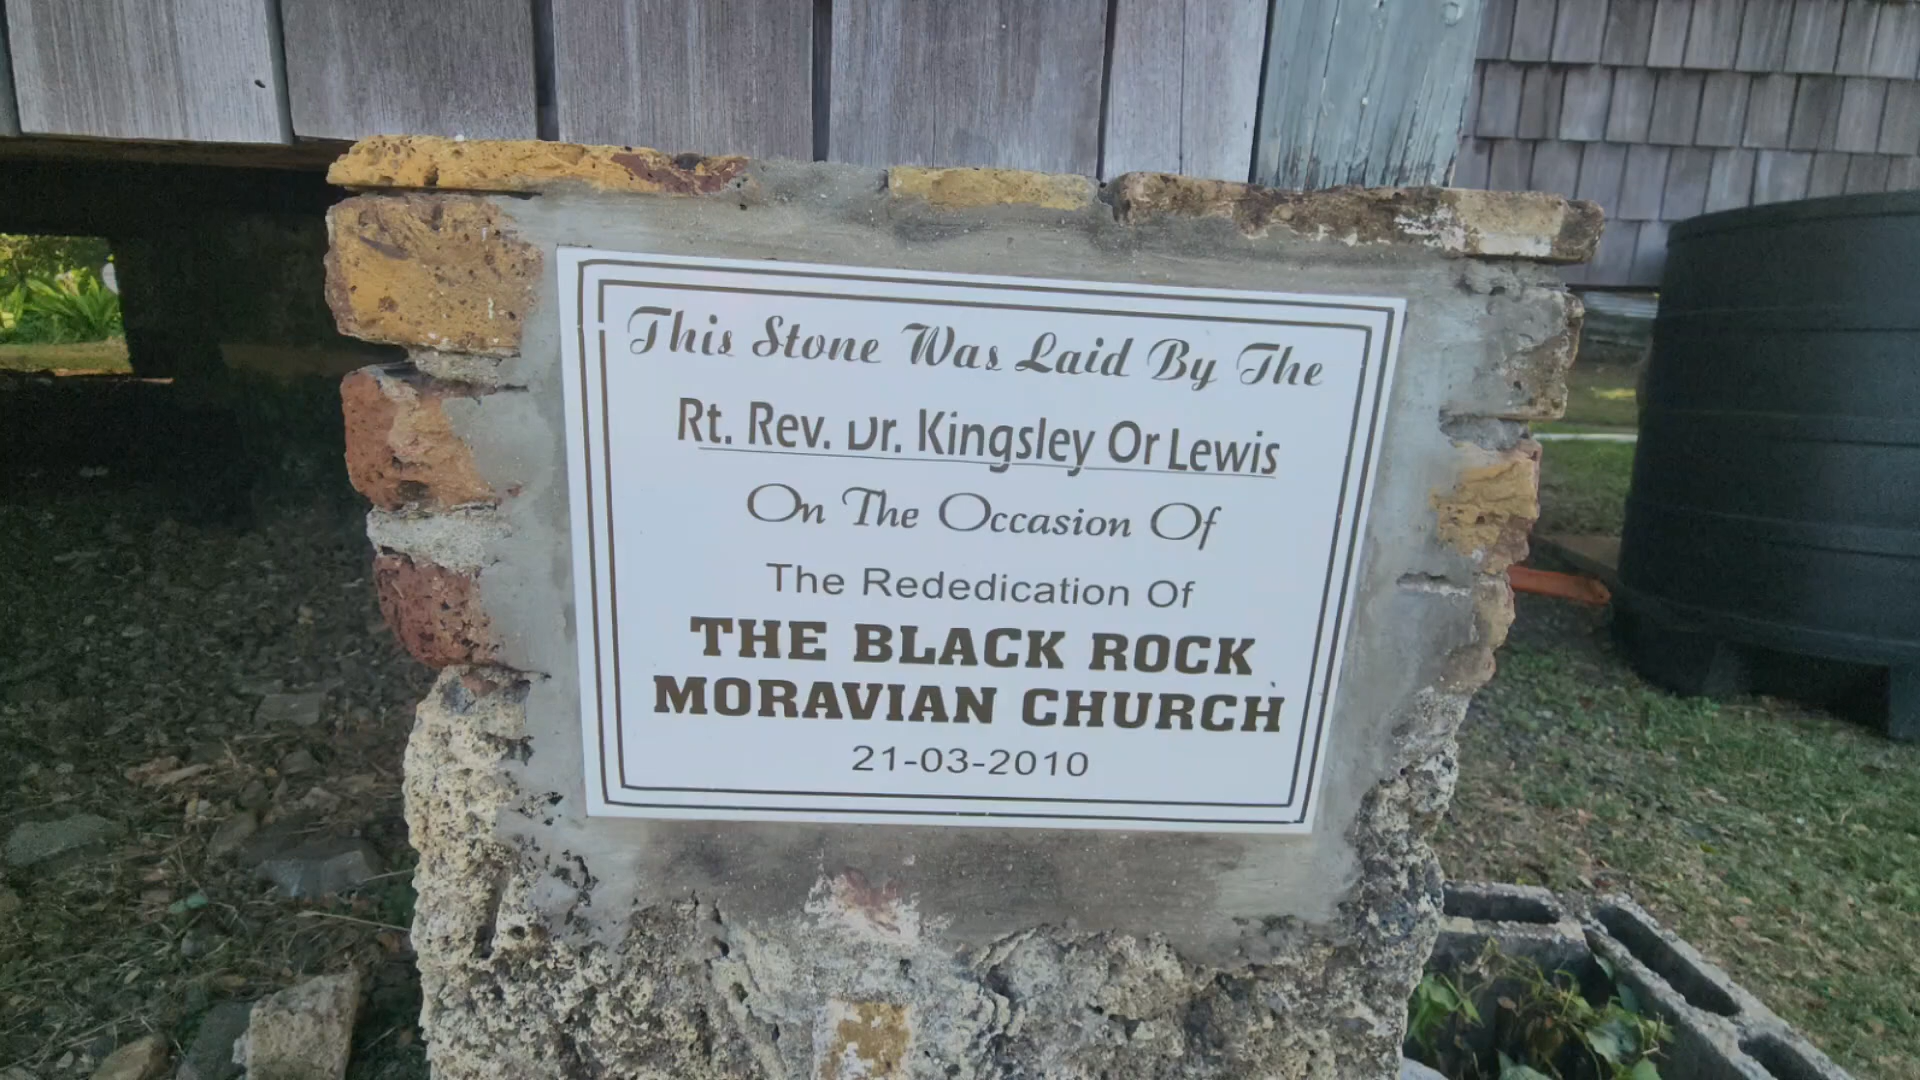 This Stone Was Laid By The
Rt. Rev. Dr. Kingsley Or Lewis
On The Occasion Of
The Rededication Of
THE BLACK ROCK
MORAVIAN CHURCH
21-03-2010